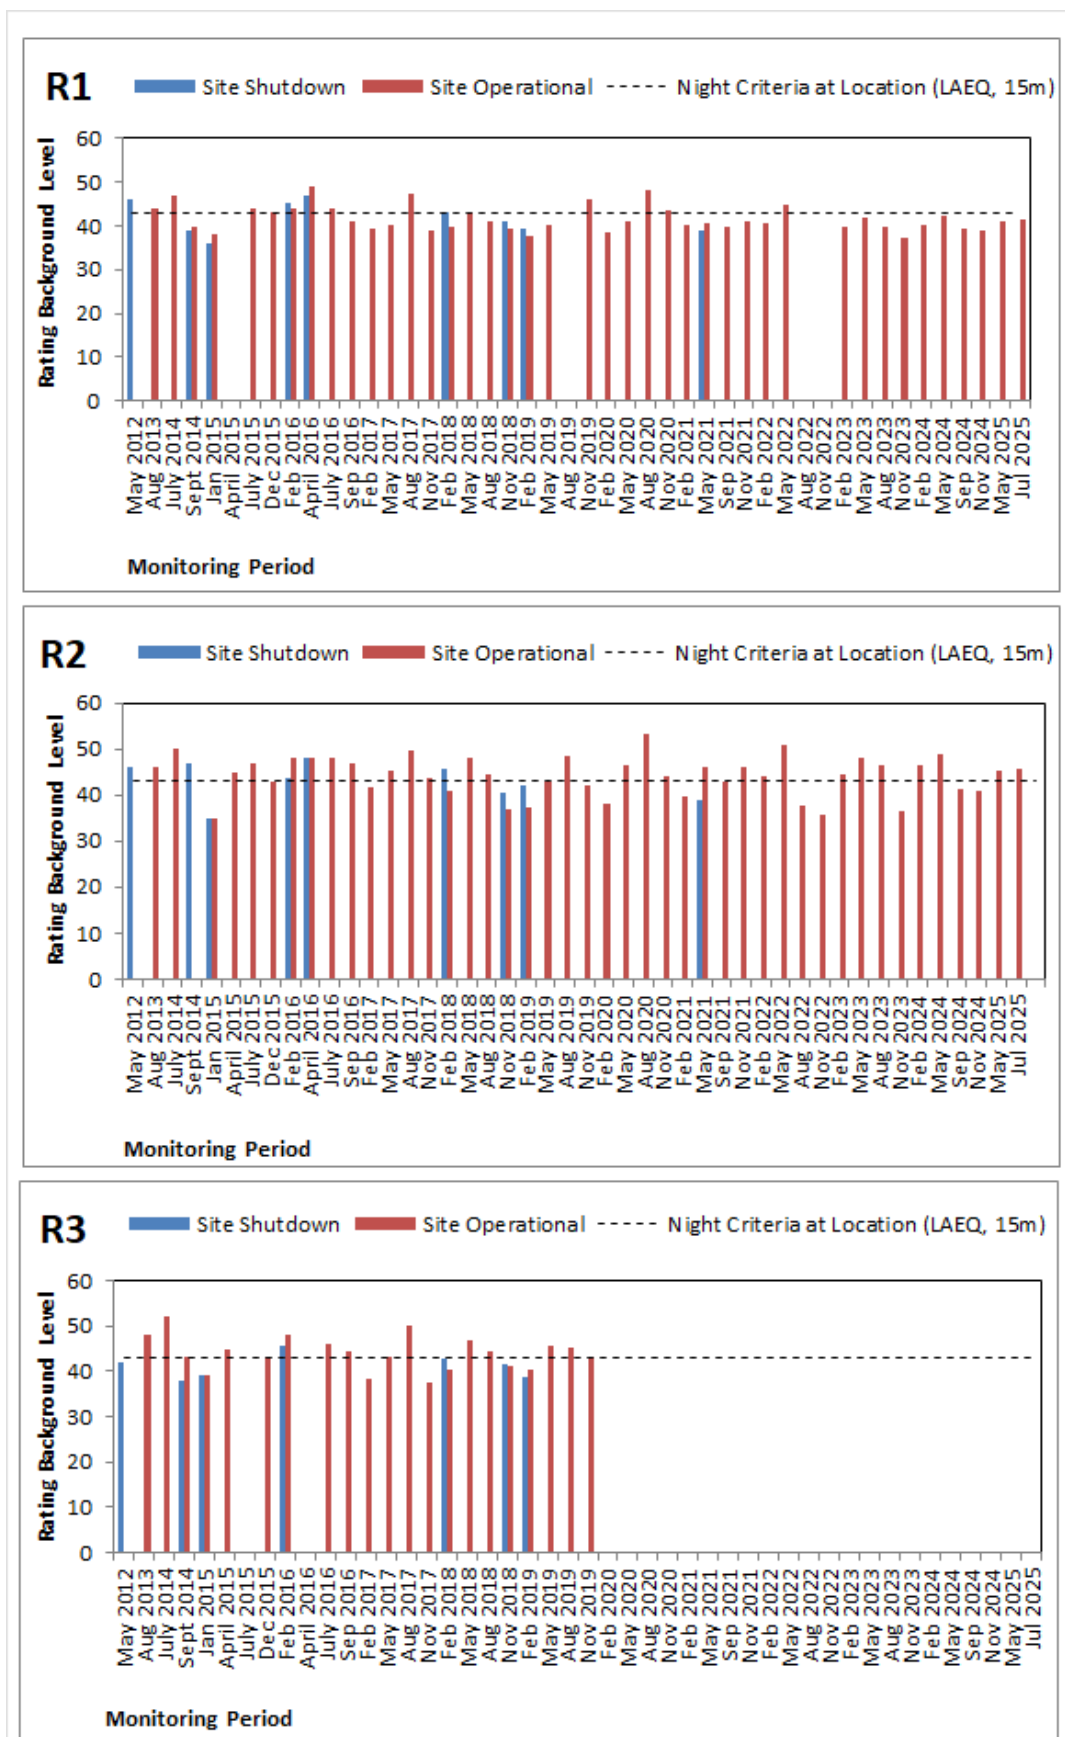 R1
Site Shutdown Site Operational Night Criteria at Location (LAEQ, 15m)
Rating Background Level
60
50
40
30
20
10
0
May 2012
Aug 2013
July 2014
Sept 2014
Jan 2015
April 2015
July 2015
Dec 2015
Feb 2016
April 2016
July 2016
Sep 2016
Feb 2017
May 2017
Aug 2017
Nov 2017
Feb 2018
May 2018
Aug 2018
Nov 2018
Feb 2019
May 2019
Aug 2019
Nov 2019
Feb 2020
May 2020
Aug 2020
Nov 2020
Feb 2021
May 2021
Sep 2021
Nov 2021
Feb 2022
May 2022
Aug 2022
Nov 2022
Feb 2023
May 2023
Aug 2023
Nov 2023
Feb 2024
May 2024
Sep 2024
Nov 2024
May 2025
Jul 2025
Monitoring Period
R2
Site Shutdown Site Operational Night Criteria at Location (LAEQ, 15m)
Rating Background Level
60
50
40
30
20
10
0
May 2012
Aug 2013
July 2014
Sept 2014
Jan 2015
April 2015
July 2015
Dec 2015
Feb 2016
April 2016
July 2016
Sep 2016
Feb 2017
May 2017
Aug 2017
Nov 2017
Feb 2018
May 2018
Aug 2018
Nov 2018
Feb 2019
May 2019
Aug 2019
Nov 2019
Feb 2020
May 2020
Aug 2020
Nov 2020
Feb 2021
May 2021
Sep 2021
Nov 2021
Feb 2022
May 2022
Aug 2022
Nov 2022
Feb 2023
May 2023
Aug 2023
Nov 2023
Feb 2024
May 2024
Sep 2024
Nov 2024
May 2025
Jul 2025
Monitoring Period
R3
Site Shutdown Site Operational Night Criteria at Location (LAEQ, 15m)
Rating Background Level
60
50
40
30
20
10
0
May 2012
Aug 2013
July 2014
Sept 2014
Jan 2015
April 2015
July 2015
Dec 2015
Feb 2016
April 2016
July 2016
Sep 2016
Feb 2017
May 2017
Aug 2017
Nov 2017
Feb 2018
May 2018
Aug 2018
Nov 2018
Feb 2019
May 2019
Aug 2019
Nov 2019
Feb 2020
May 2020
Aug 2020
Nov 2020
Feb 2021
May 2021
Sep 2021
Nov 2021
Feb 2022
May 2022
Aug 2022
Nov 2022
Feb 2023
May 2023
Aug 2023
Nov 2023
Feb 2024
May 2024
Sep 2024
Nov 2024
May 2025
Jul 2025
Monitoring Period